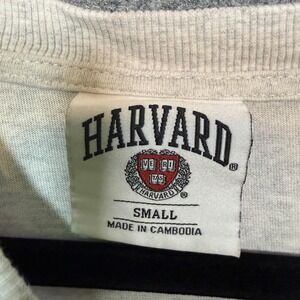 HARVARD®
VE RI
TAS
HARVARD
®
SMALL
MADE IN CAMBODIA